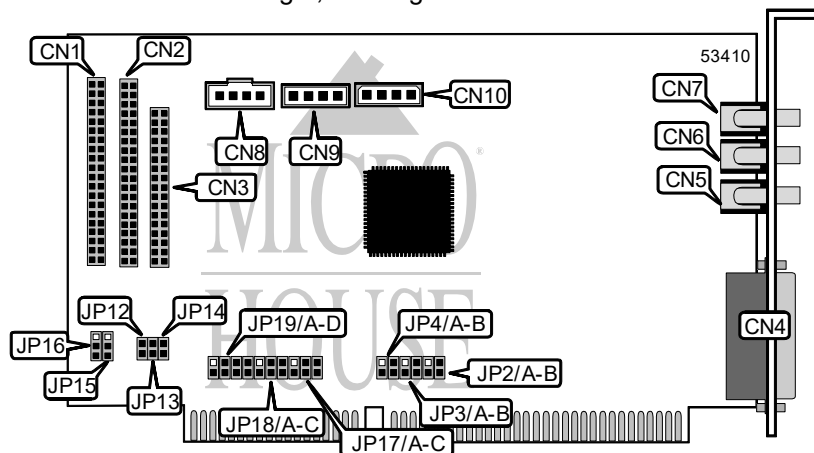 CN1
CN2
53410
CN7
CN10
CN6
CN8
CN9
CN5
CN3
MICRO
®
HOUSE
CN4
JP12
JP14
JP19/A-D
JP4/A-B
JP16
JP15
JP13
JP2/A-B
JP18/A-C
JP3/A-B
JP17/A-C